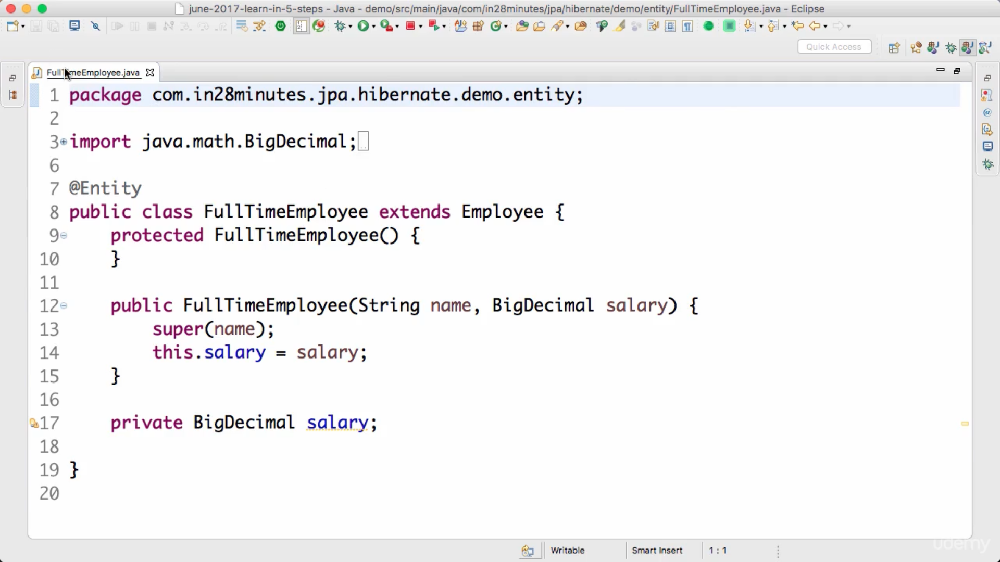 june-2017-learn-in-5-steps - Java - demo/src/main/java/com/in28minutes/jpa/hibernate/demo/entity/FullTimeEmployee.java - Eclipse
Quick Access
FullTimeEmployee.java
1 package com.in28minutes.jpa.hibernate.demo.entity;
2
3 import java.math.BigDecimal;
6
7 @Entity
8 public class FullTimeEmployee extends Employee {
9 protected FullTimeEmployee() {
10 }
11
12 public FullTimeEmployee(String name, BigDecimal salary) {
13 super(name);
14 this.salary = salary;
15 }
16
17 private BigDecimal salary;
18
19 }
20
Writable Smart Insert 1 : 1
udemy